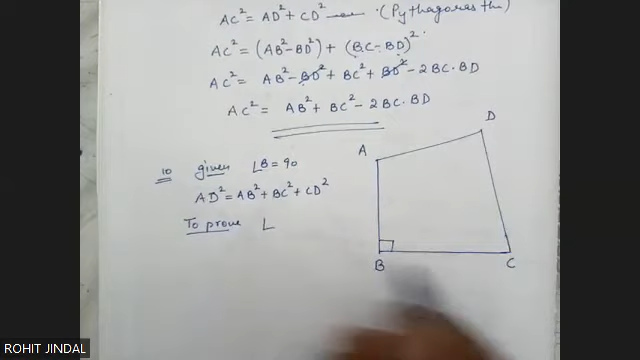 AC² = AD² + CD² — (Pythagoras th)
AC² = (AB² - BD²) + (BC - BD)²
AC² = AB² - BD² + BC² + BD² - 2BC·BD
AC² = AB² + BC² - 2BC·BD
10 given ∠B = 90
AD² = AB² + BC² + CD²
To prove ∠
A
D
B
C
ROHIT JINDAL